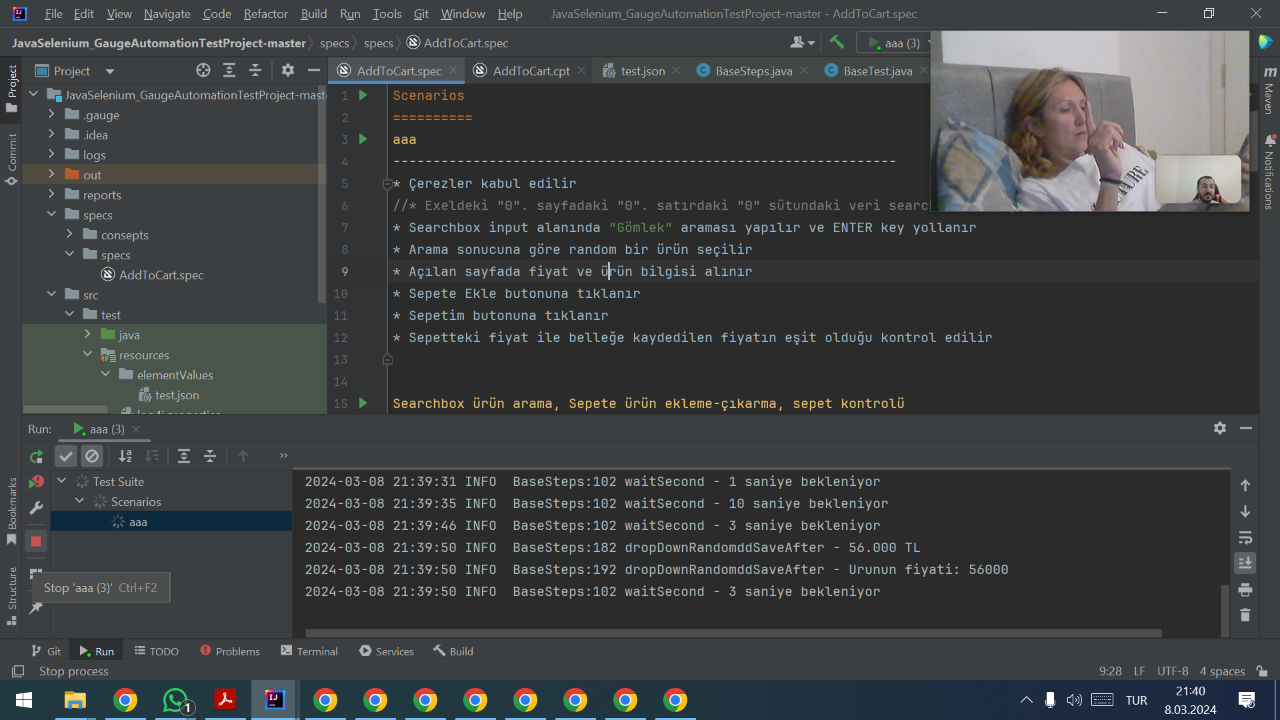 File Edit View Navigate Code Refactor Build Run Tools Git Window Help JavaSelenium_GaugeAutomationTestProject-master - AddToCart.spec
JavaSelenium_GaugeAutomationTestProject-master specs specs AddToCart.spec aaa (3)
Project AddToCart.spec AddToCart.cpt test.json BaseSteps.java BaseTest.java
Project
Commit
Bookmarks
Structure
Maven
Notifications
JavaSelenium_GaugeAutomationTestProject-mast
.gauge
.idea
logs
out
reports
specs
consepts
specs
AddToCart.spec
src
test
java
resources
elementValues
test.json
1 Scenarios
2 ==========
3 aaa
4 ---------------------------------------------------------------
5 * Çerezler kabul edilir
6 //* Exeldeki "0". sayfadaki "0". satırdaki "0" sütundaki veri searc
7 * Searchbox input alanında "Gömlek" araması yapılır ve ENTER key yollanır
8 * Arama sonucuna göre random bir ürün seçilir
9 * Açılan sayfada fiyat ve ürün bilgisi alınır
10 * Sepete Ekle butonuna tıklanır
11 * Sepetim butonuna tıklanır
12 * Sepetteki fiyat ile belleğe kaydedilen fiyatın eşit olduğu kontrol edilir
13
14
15 Searchbox ürün arama, Sepete ürün ekleme-çıkarma, sepet kontrolü
Run: aaa (3)
Test Suite
Scenarios
aaa
2024-03-08 21:39:31 INFO BaseSteps:102 waitSecond - 1 saniye bekleniyor
2024-03-08 21:39:35 INFO BaseSteps:102 waitSecond - 10 saniye bekleniyor
2024-03-08 21:39:46 INFO BaseSteps:102 waitSecond - 3 saniye bekleniyor
2024-03-08 21:39:50 INFO BaseSteps:182 dropDownRandomddSaveAfter - 56.000 TL
2024-03-08 21:39:50 INFO BaseSteps:192 dropDownRandomddSaveAfter - Urunun fiyati: 56000
2024-03-08 21:39:50 INFO BaseSteps:102 waitSecond - 3 saniye bekleniyor
Stop 'aaa (3)' Ctrl+F2
Git Run TODO Problems Terminal Services Build
Stop process 9:28 LF UTF-8 4 spaces
1 TUR 21:40
8.03.2024